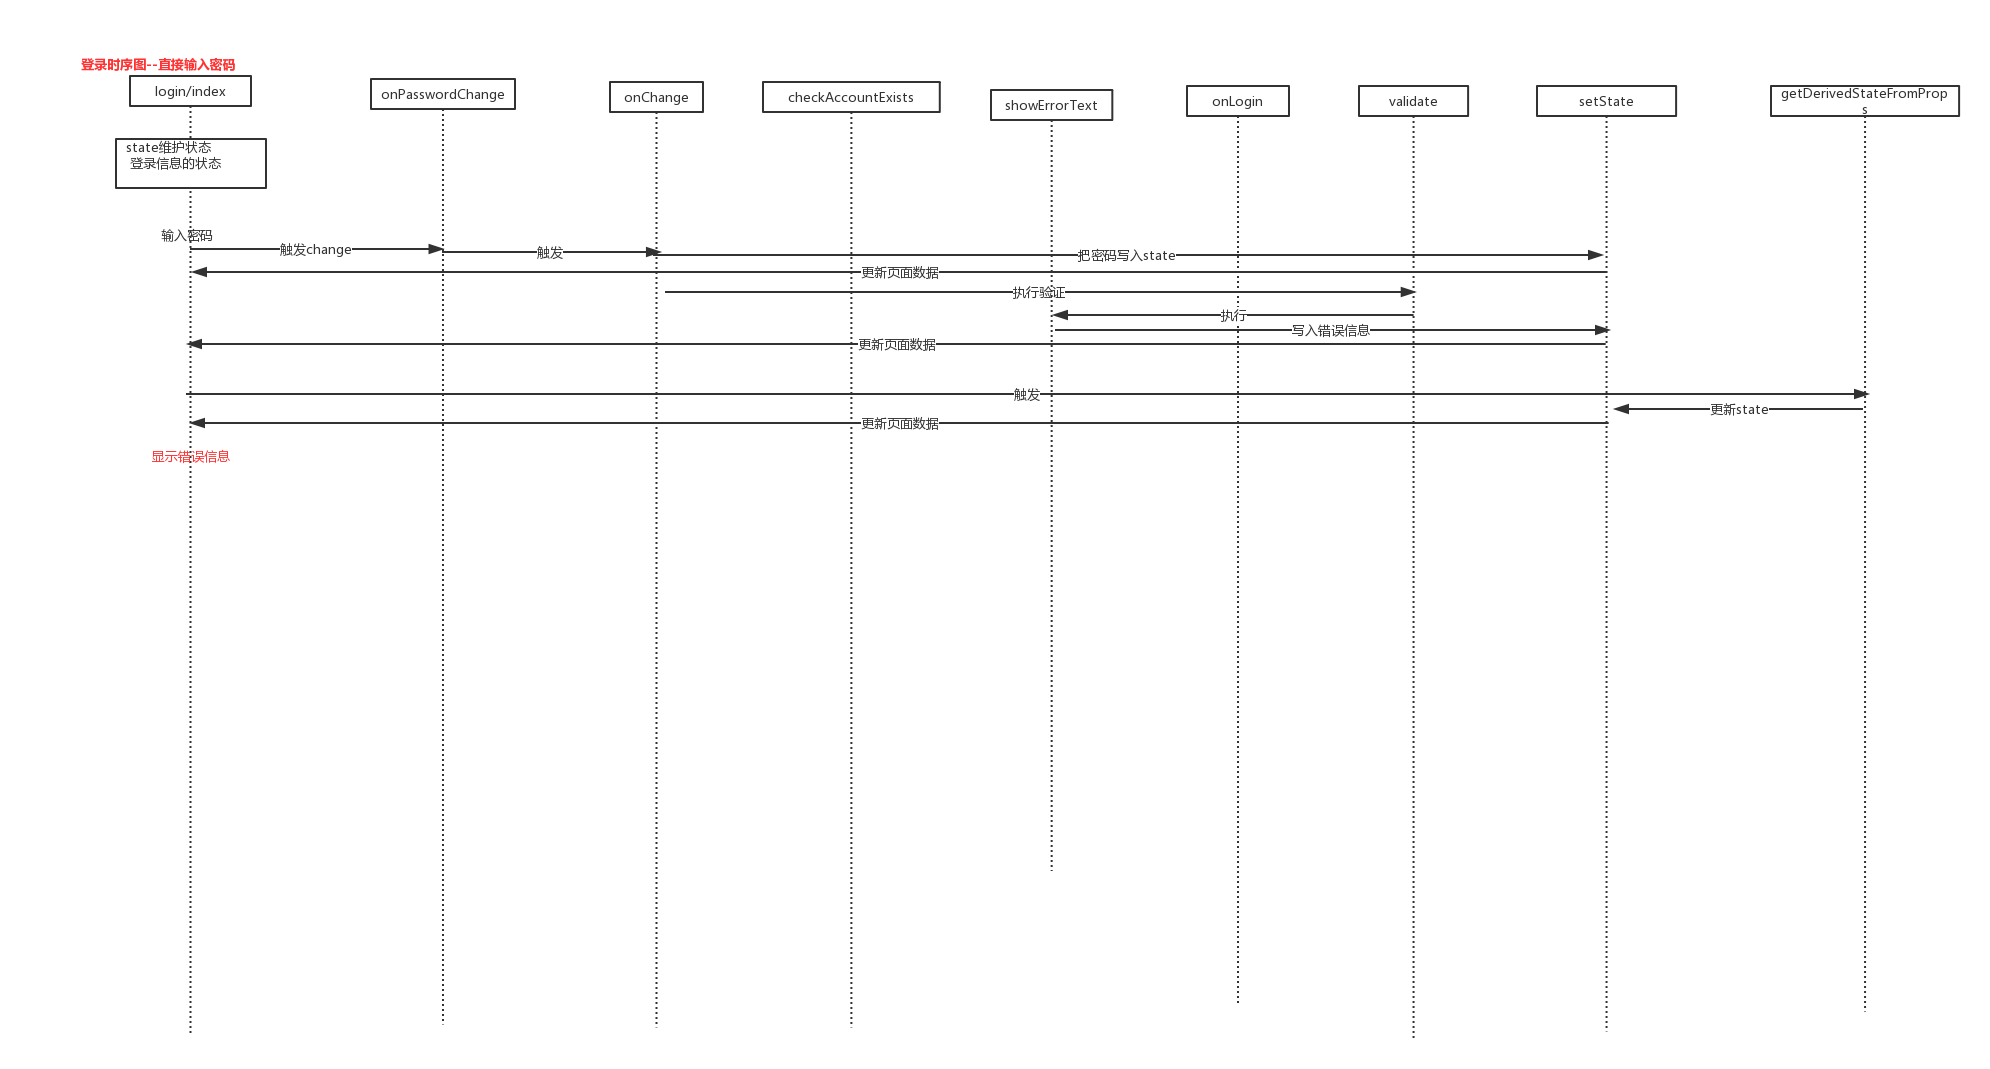 登录时序图--直接输入密码
login/index
onPasswordChange
onChange
checkAccountExists
showErrorText
onLogin
validate
setState
getDerivedStateFromProp
s
state维护状态
登录信息的状态
输入密码
触发change
触发
把密码写入state
更新页面数据
执行验证
执行
写入错误信息
更新页面数据
触发
更新state
更新页面数据
显示错误信息